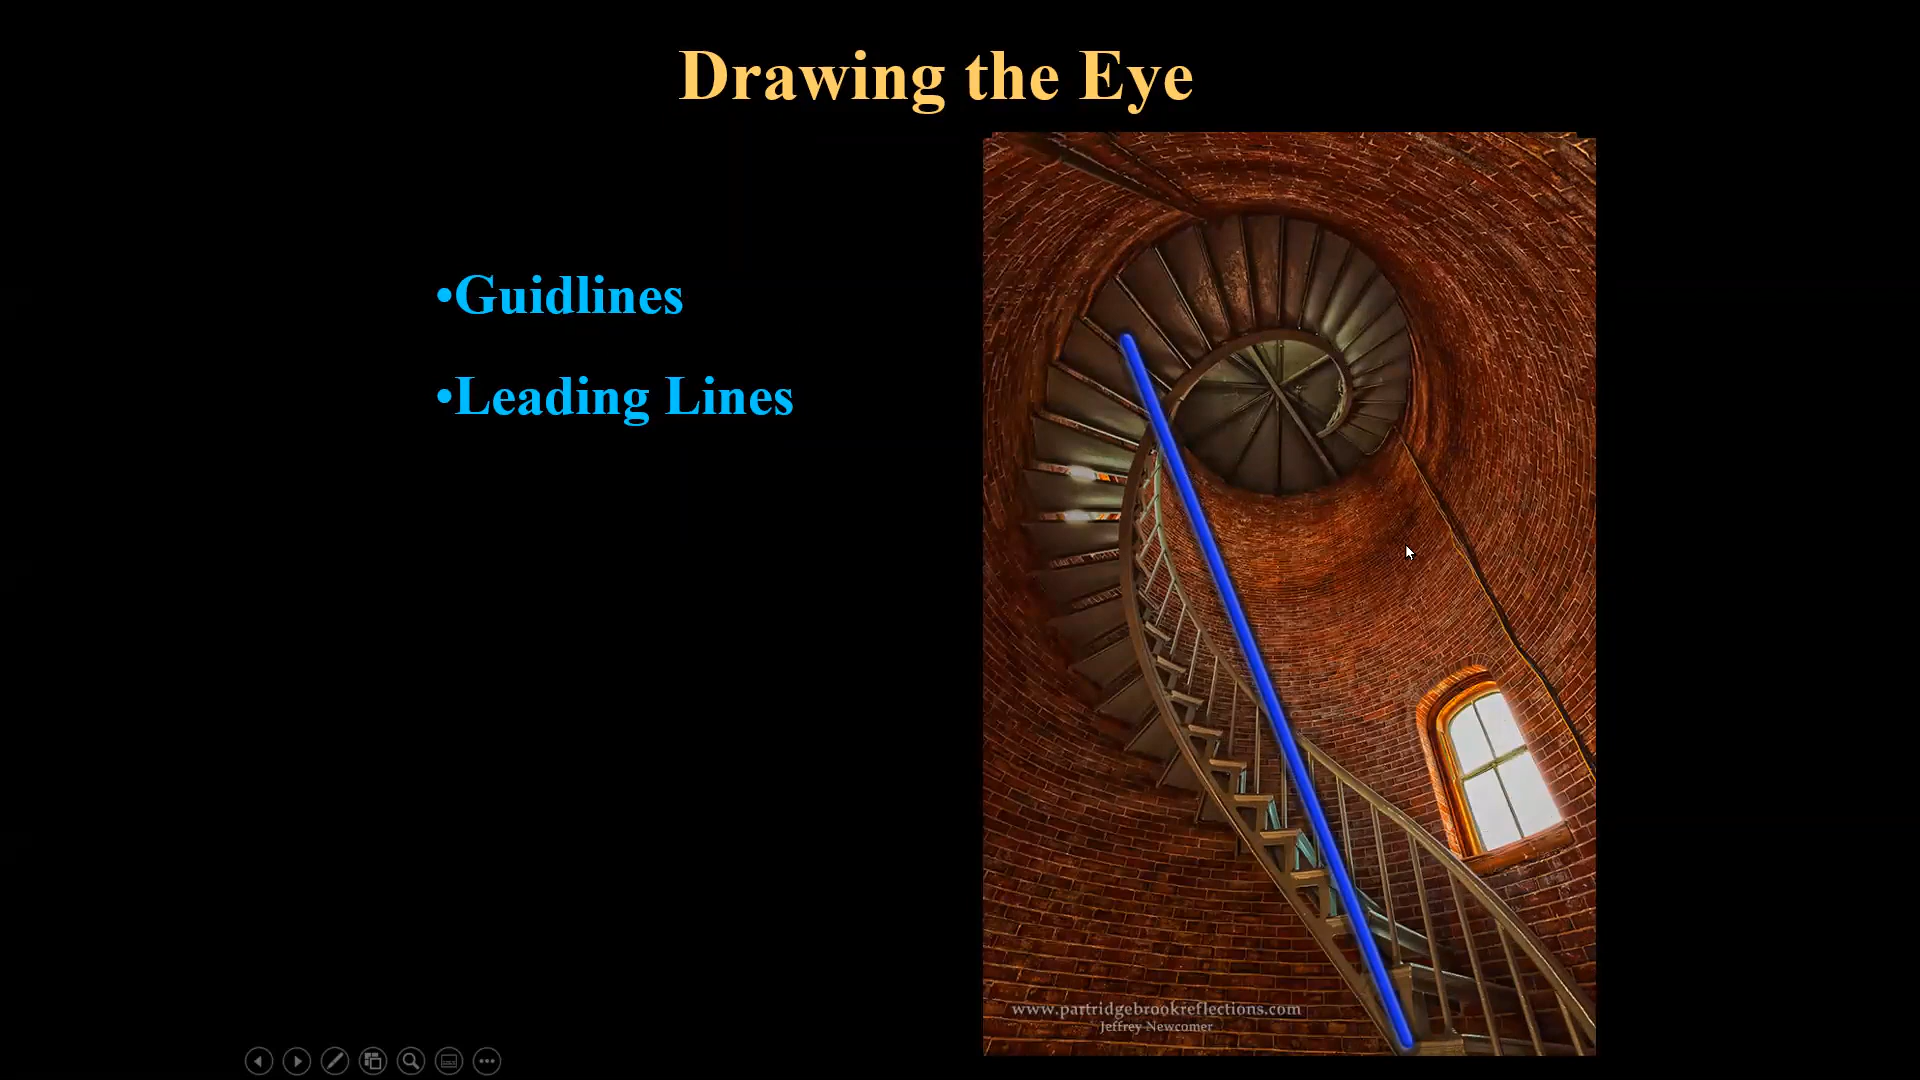 Drawing the Eye
•Guidlines
•Leading Lines
www.partridgebrookreflections.com
Jeffrey Newcomer